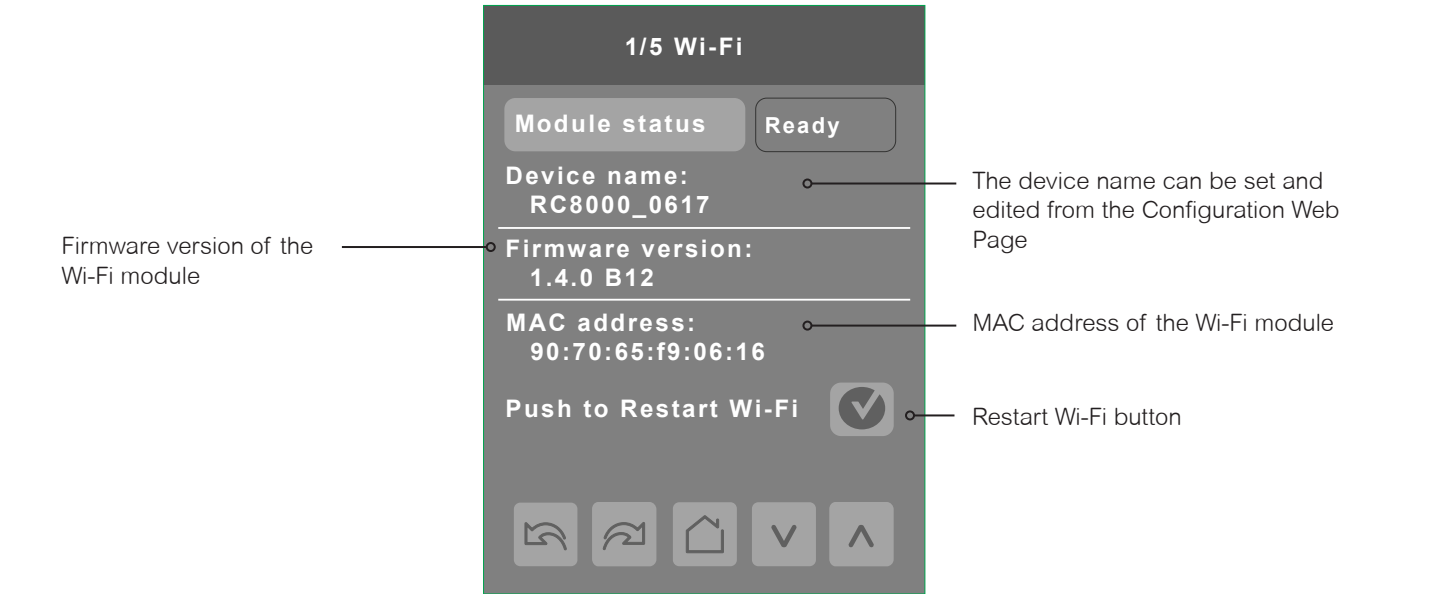 1/5 Wi-Fi
Module status
Ready
Device name:
RC8000_0617
The device name can be set and
edited from the Configuration Web
Page
Firmware version of the
Wi-Fi module
Firmware version:
1.4.0 B12
MAC address:
90:70:65:f9:06:16
MAC address of the Wi-Fi module
Push to Restart Wi-Fi
Restart Wi-Fi button